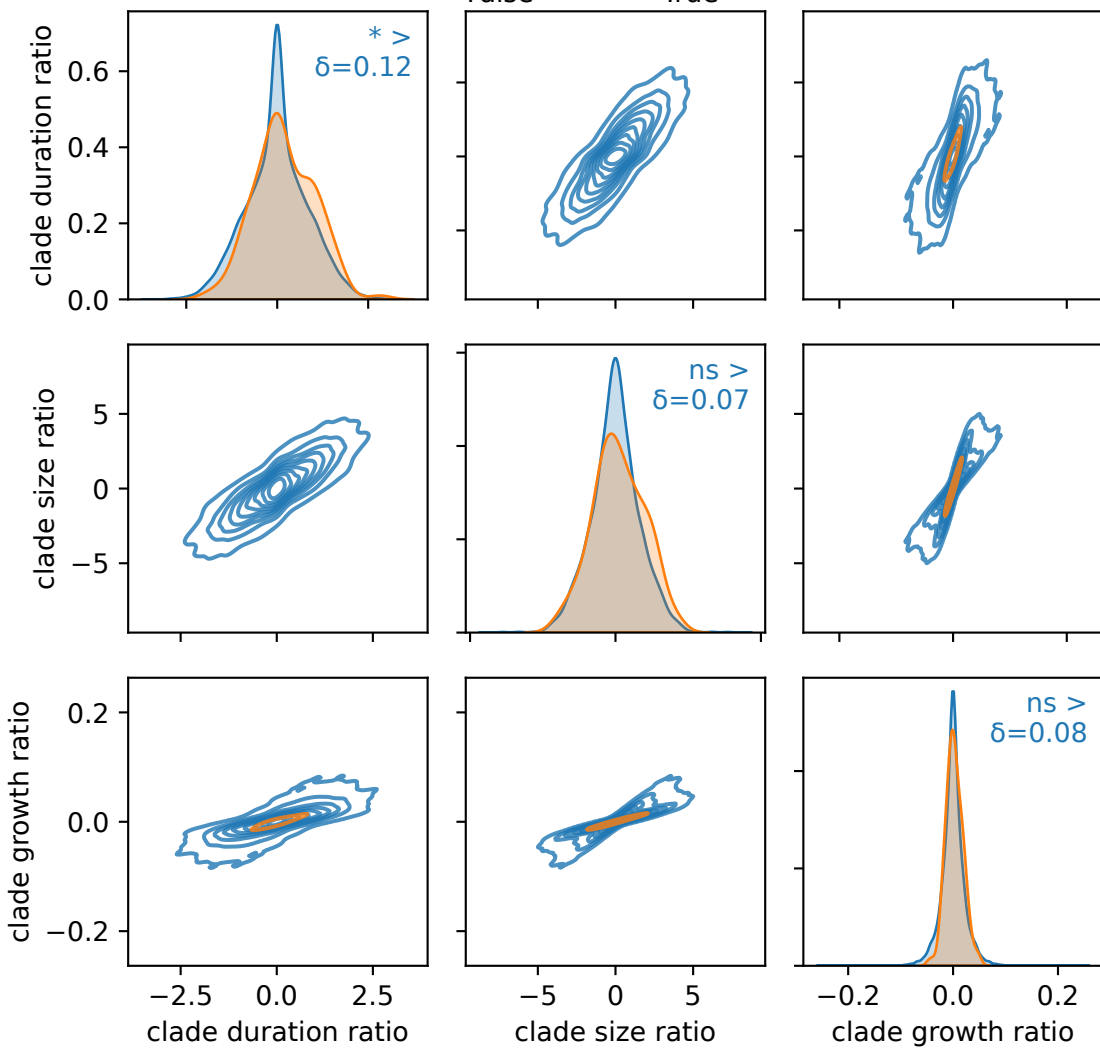 True
clade duration ratio
0.6
0.4
0.2
0.0
* >
δ=0.12
clade size ratio
5
0
−5
ns >
δ=0.07
clade growth ratio
0.2
0.0
−0.2
ns >
δ=0.08
−2.5 0.0 2.5
−5 0 5
−0.2 0.0 0.2
clade duration ratio
clade size ratio
clade growth ratio